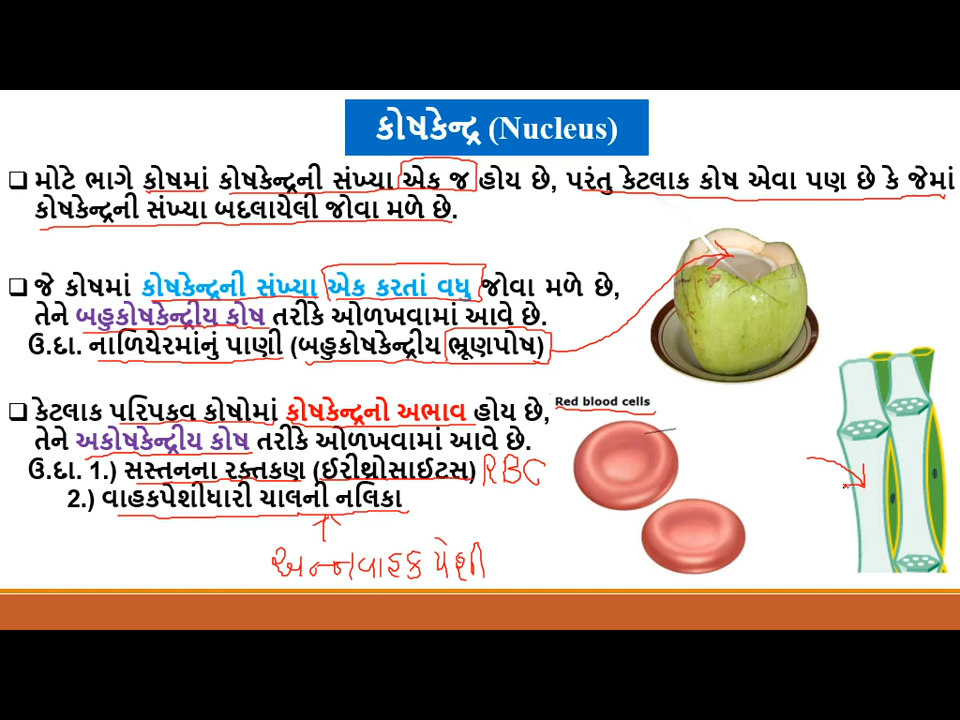 કોષકેન્દ્ર (Nucleus)
❑ મોટે ભાગે કોષમાં કોષકેન્દ્રની સંખ્યા એક જ હોય છે, પરંતુ કેટલાક કોષ એવા પણ છે કે જેમાં
કોષકેન્દ્રની સંખ્યા બદલાયેલી જોવા મળે છે.
❑ જે કોષમાં કોષકેન્દ્રની સંખ્યા એક કરતાં વધુ જોવા મળે છે,
તેને બહુકોષકેન્દ્રીય કોષ તરીકે ઓળખવામાં આવે છે.
ઉ.દા. નાળિયેરમાંનું પાણી (બહુકોષકેન્દ્રીય ભ્રૂણપોષ)
❑ કેટલાક પરિપકવ કોષોમાં કોષકેન્દ્રનો અભાવ હોય છે,
તેને અકોષકેન્દ્રીય કોષ તરીકે ઓળખવામાં આવે છે.
ઉ.દા. 1.) સસ્તનના રક્તકણ (ઈરીથ્રોસાઈટસ) RBC
2.) વાહકપેશીધારી ચાલની નલિકા
અન્નવાહક પેશી
Red blood cells